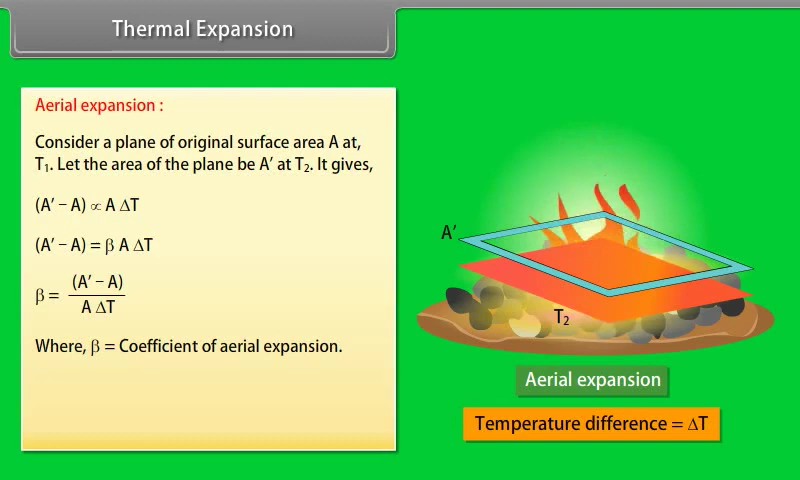 Thermal Expansion
Aerial expansion :
Consider a plane of original surface area A at,
T₁. Let the area of the plane be A′ at T₂. It gives,
(A′ − A) ∝ A ΔT
(A′ − A) = β A ΔT
β = (A′ − A)
A ΔT
Where, β = Coefficient of aerial expansion.
A′
T₂
Aerial expansion
Temperature difference = ΔT